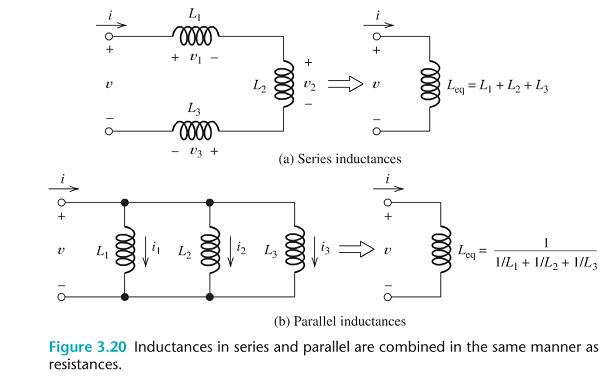 i
L₁
i
+
+ v₁ −
+
+
v
L₂
v₂
v
Leq = L₁ + L₂ + L₃
L₃
−
−
−
− v₃ +
(a) Series inductances
i
i
+
+
v
L₁
i₁
L₂
i₂
L₃
i₃
v
Leq =
1
1/L₁ + 1/L₂ + 1/L₃
−
−
(b) Parallel inductances
Figure 3.20 Inductances in series and parallel are combined in the same manner as
resistances.